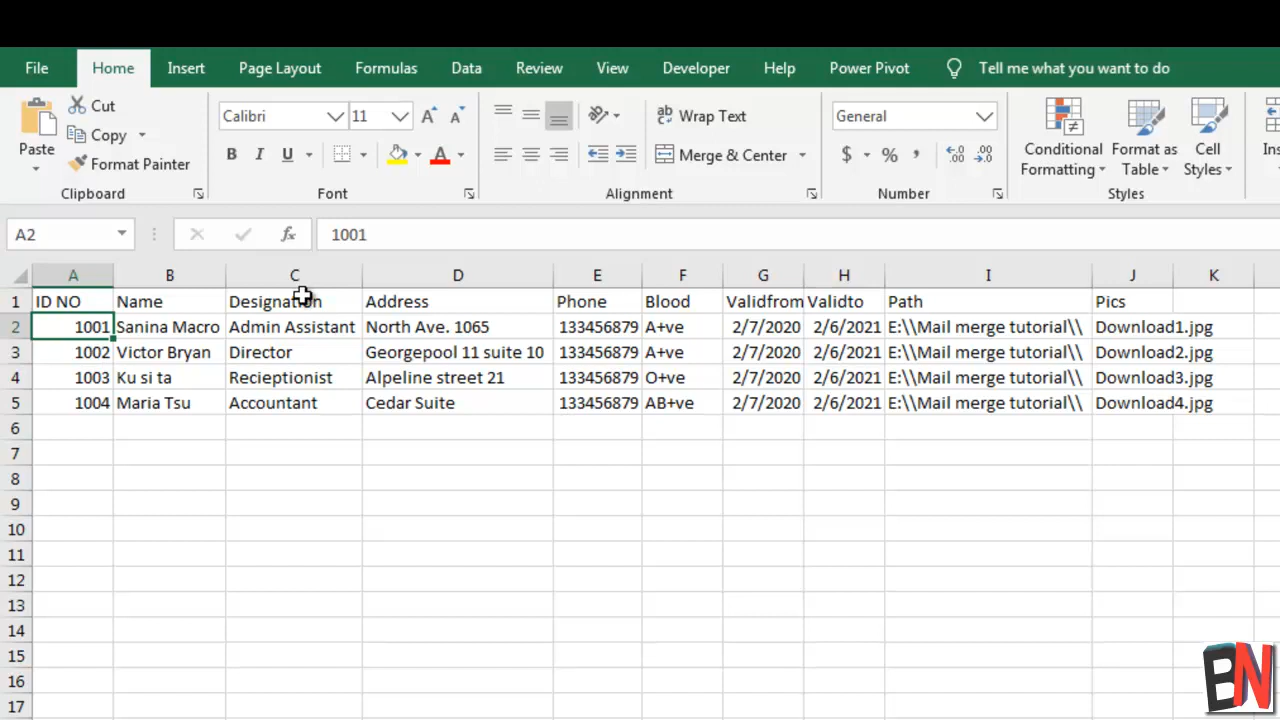 File Home Insert Page Layout Formulas Data Review View Developer Help Power Pivot Tell me what you want to do
Paste
Cut
Copy
Format Painter
Clipboard
Calibri 11
B I U A
Font
ab Wrap Text
Merge & Center
Alignment
General
$ % , .00
Number
Conditional Formatting
Format as Table
Cell Styles
Styles
A2 fx 1001
A B C D E F G H I J K
1 ID NO Name Designation Address Phone Blood Validfrom Validto Path Pics
2 1001 Sanina Macro Admin Assistant North Ave. 1065 133456879 A+ve 2/7/2020 2/6/2021 E:\\Mail merge tutorial\\ Download1.jpg
3 1002 Victor Bryan Director Georgepool 11 suite 10 133456879 A+ve 2/7/2020 2/6/2021 E:\\Mail merge tutorial\\ Download2.jpg
4 1003 Ku si ta Recieptionist Alpeline street 21 133456879 O+ve 2/7/2020 2/6/2021 E:\\Mail merge tutorial\\ Download3.jpg
5 1004 Maria Tsu Accountant Cedar Suite 133456879 AB+ve 2/7/2020 2/6/2021 E:\\Mail merge tutorial\\ Download4.jpg
6
7
8
9
10
11
12
13
14
15
16
17
BN